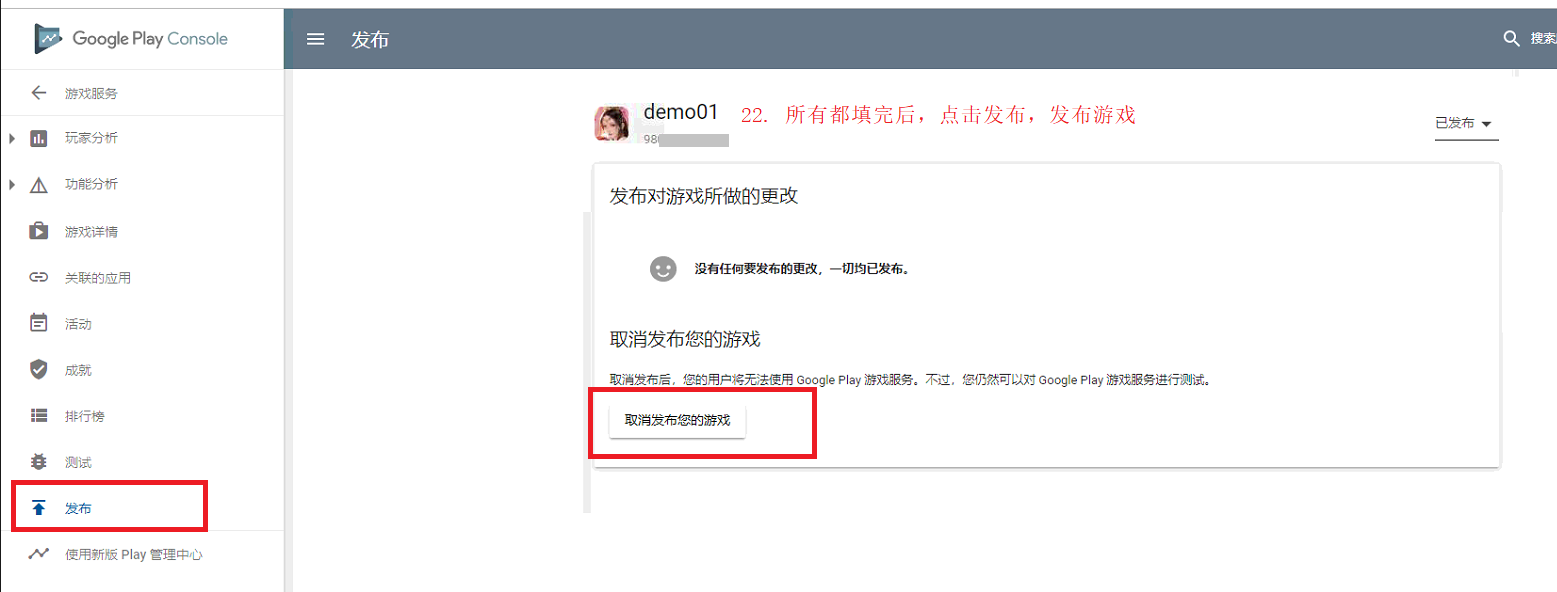 Google Play Console
发布
搜索
游戏服务
玩家分析
功能分析
游戏详情
关联的应用
活动
成就
排行榜
测试
发布
使用新版 Play 管理中心
demo01
22. 所有都填完后，点击发布，发布游戏
98
已发布
发布对游戏所做的更改
没有任何要发布的更改，一切均已发布。
取消发布您的游戏
取消发布后，您的用户将无法使用 Google Play 游戏服务。不过，您仍然可以对 Google Play 游戏服务进行测试。
取消发布您的游戏